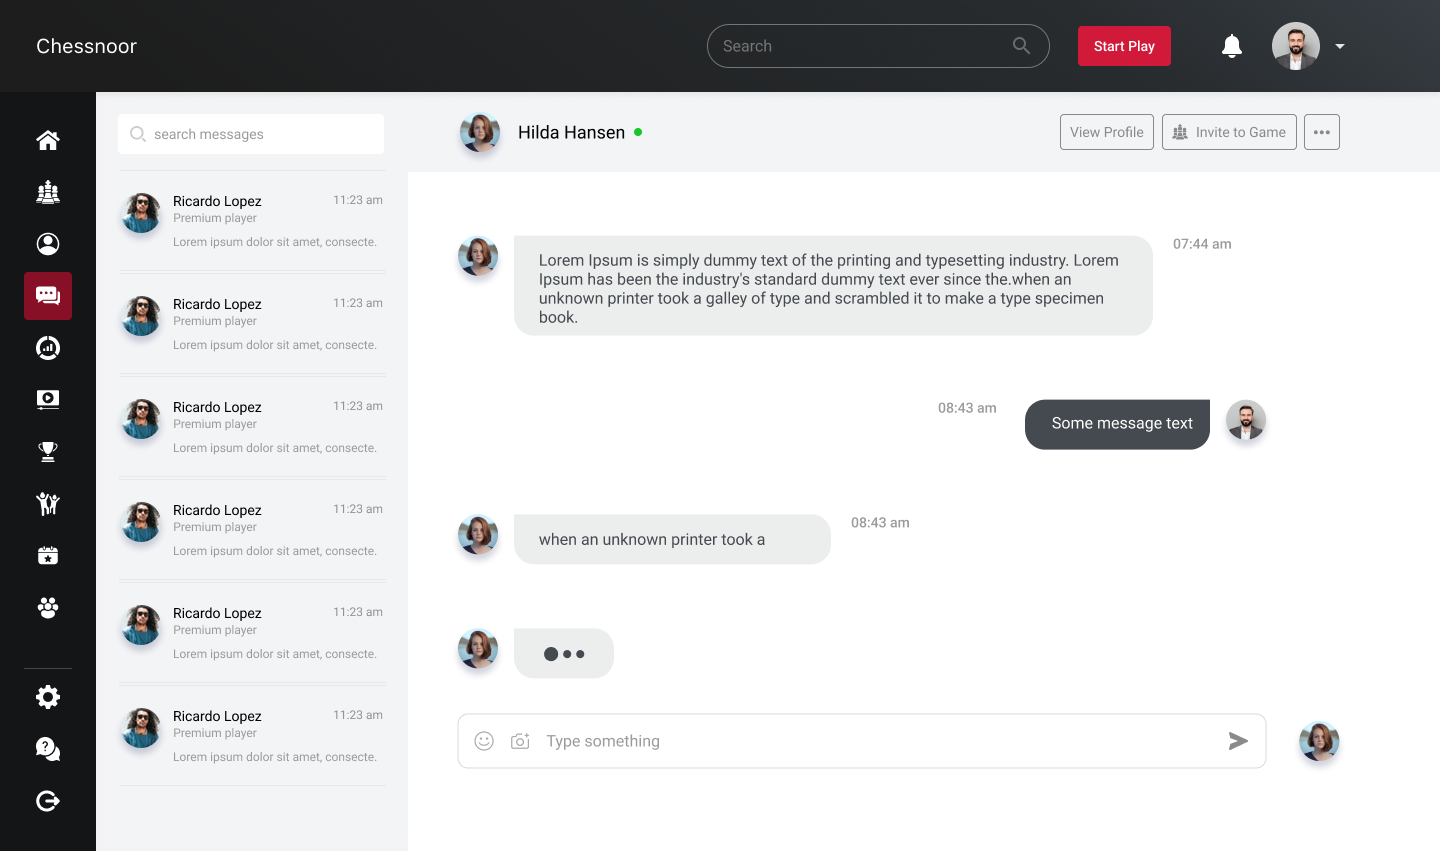 Chessnoor
Search
Start Play
search messages
Ricardo Lopez
11:23 am
Premium player
Lorem ipsum dolor sit amet, consecte.
Ricardo Lopez
11:23 am
Premium player
Lorem ipsum dolor sit amet, consecte.
Ricardo Lopez
11:23 am
Premium player
Lorem ipsum dolor sit amet, consecte.
Ricardo Lopez
11:23 am
Premium player
Lorem ipsum dolor sit amet, consecte.
Ricardo Lopez
11:23 am
Premium player
Lorem ipsum dolor sit amet, consecte.
Ricardo Lopez
11:23 am
Premium player
Lorem ipsum dolor sit amet, consecte.
Hilda Hansen
View Profile
Invite to Game
Lorem Ipsum is simply dummy text of the printing and typesetting industry. Lorem
Ipsum has been the industry's standard dummy text ever since the.when an
unknown printer took a galley of type and scrambled it to make a type specimen
book.
07:44 am
08:43 am
Some message text
when an unknown printer took a
08:43 am
Type something